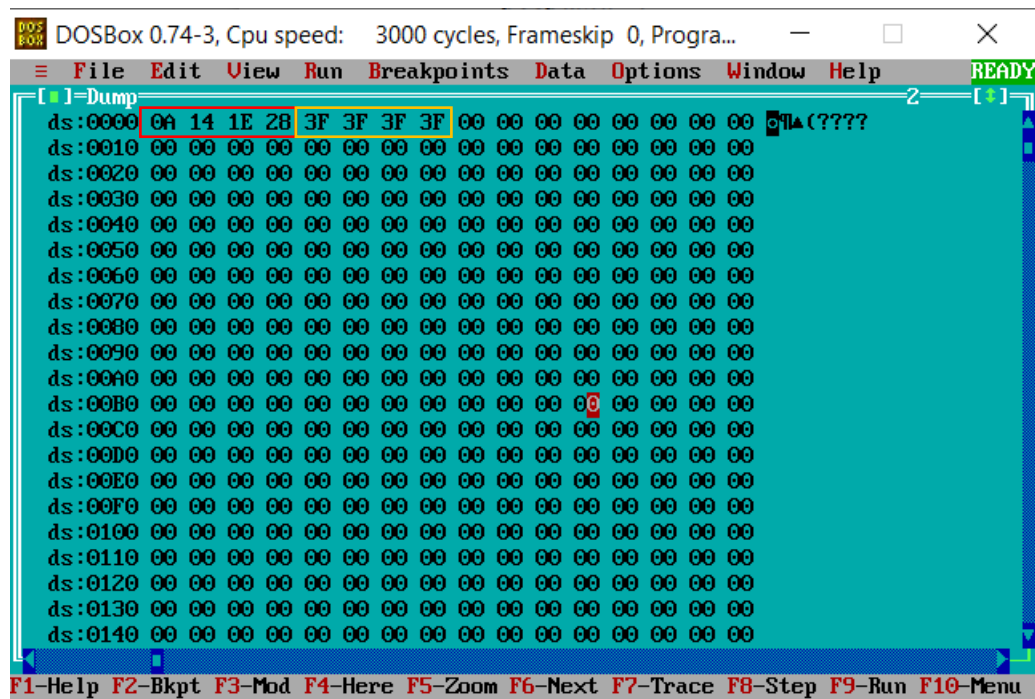 DOS BOX DOSBox 0.74-3, Cpu speed: 3000 cycles, Frameskip 0, Progra...
≡ File Edit View Run Breakpoints Data Options Window Help READY
[■]=Dump 2 [↕]
ds:0000 0A 14 1E 28 3F 3F 3F 3F 00 00 00 00 00 00 00 00 ◙¶▲(????
ds:0010 00 00 00 00 00 00 00 00 00 00 00 00 00 00 00 00
ds:0020 00 00 00 00 00 00 00 00 00 00 00 00 00 00 00 00
ds:0030 00 00 00 00 00 00 00 00 00 00 00 00 00 00 00 00
ds:0040 00 00 00 00 00 00 00 00 00 00 00 00 00 00 00 00
ds:0050 00 00 00 00 00 00 00 00 00 00 00 00 00 00 00 00
ds:0060 00 00 00 00 00 00 00 00 00 00 00 00 00 00 00 00
ds:0070 00 00 00 00 00 00 00 00 00 00 00 00 00 00 00 00
ds:0080 00 00 00 00 00 00 00 00 00 00 00 00 00 00 00 00
ds:0090 00 00 00 00 00 00 00 00 00 00 00 00 00 00 00 00
ds:00A0 00 00 00 00 00 00 00 00 00 00 00 00 00 00 00 00
ds:00B0 00 00 00 00 00 00 00 00 00 00 00 00 00 00 00 00
ds:00C0 00 00 00 00 00 00 00 00 00 00 00 00 00 00 00 00
ds:00D0 00 00 00 00 00 00 00 00 00 00 00 00 00 00 00 00
ds:00E0 00 00 00 00 00 00 00 00 00 00 00 00 00 00 00 00
ds:00F0 00 00 00 00 00 00 00 00 00 00 00 00 00 00 00 00
ds:0100 00 00 00 00 00 00 00 00 00 00 00 00 00 00 00 00
ds:0110 00 00 00 00 00 00 00 00 00 00 00 00 00 00 00 00
ds:0120 00 00 00 00 00 00 00 00 00 00 00 00 00 00 00 00
ds:0130 00 00 00 00 00 00 00 00 00 00 00 00 00 00 00 00
ds:0140 00 00 00 00 00 00 00 00 00 00 00 00 00 00 00 00
F1-Help F2-Bkpt F3-Mod F4-Here F5-Zoom F6-Next F7-Trace F8-Step F9-Run F10-Menu